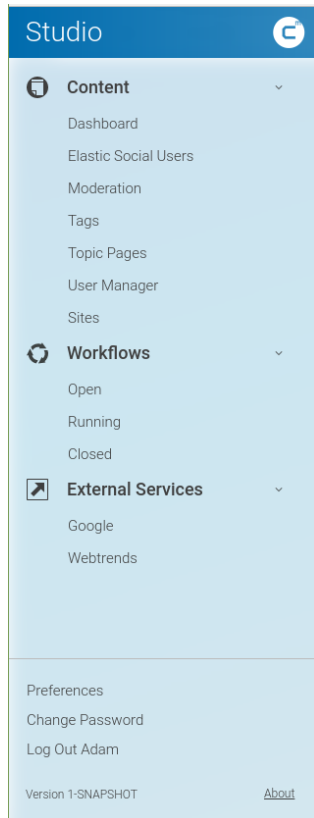 Studio
Content
Dashboard
Elastic Social Users
Moderation
Tags
Topic Pages
User Manager
Sites
Workflows
Open
Running
Closed
External Services
Google
Webtrends
Preferences
Change Password
Log Out Adam
Version 1-SNAPSHOT About